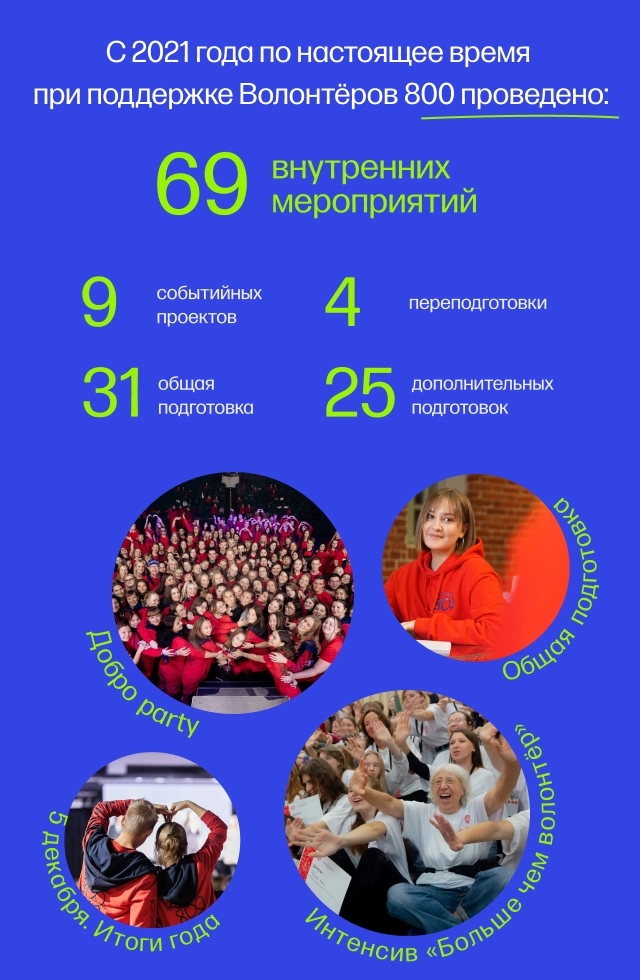 С 2021 года по настоящее время
при поддержке Волонтёров 800 проведено:
69 внутренних
мероприятий
9 событийных
проектов
4 переподготовки
31 общая
подготовка
25 дополнительных
подготовок
Добро party
Общая подготовка
5 декабря. Итоги года
Интенсив «Больше чем волонтёр»